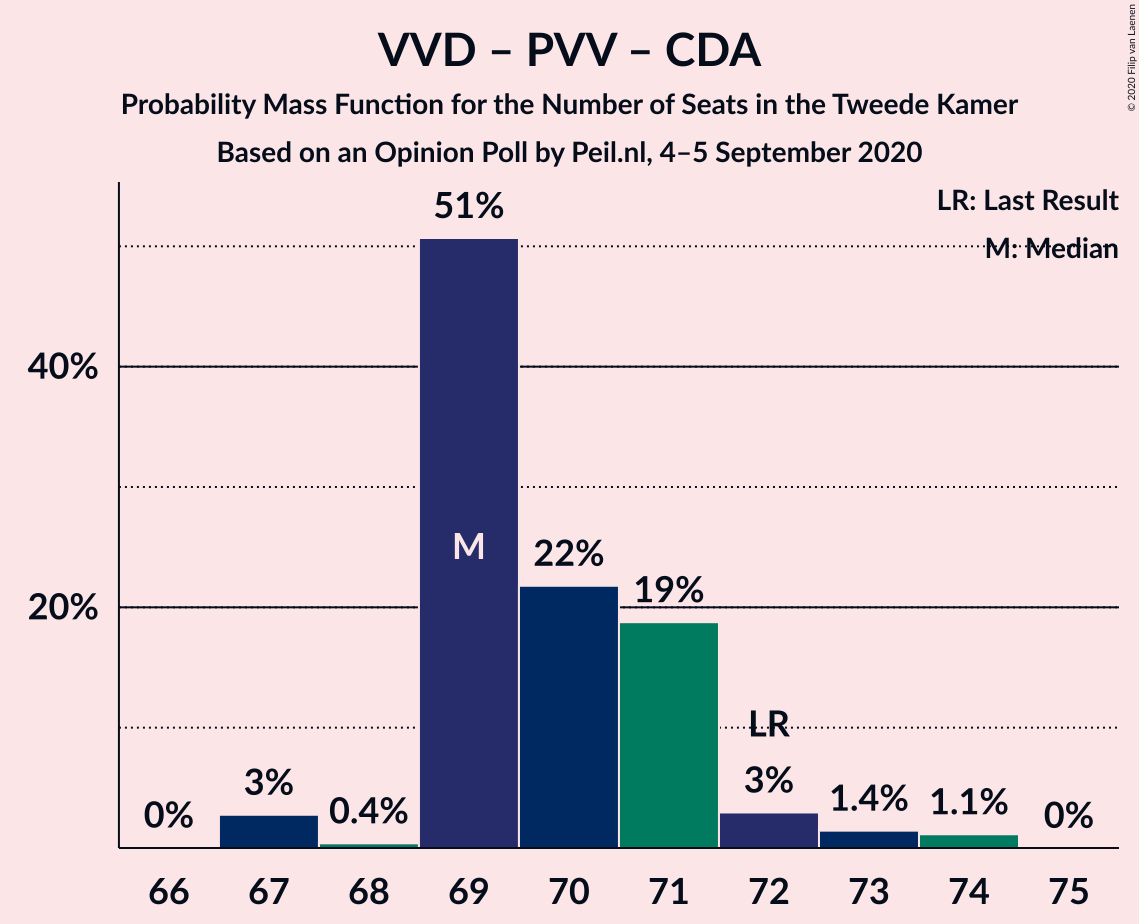 VVD – PVV – CDA
Probability Mass Function for the Number of Seats in the Tweede Kamer
Based on an Opinion Poll by Peil.nl, 4–5 September 2020
© 2020 Filip van Laenen
LR: Last Result
M: Median
51%
40%
M
22%
19%
20%
LR
0%
3%
0.4%
3%
1.4%
1.1%
0%
66 67 68 69 70 71 72 73 74 75